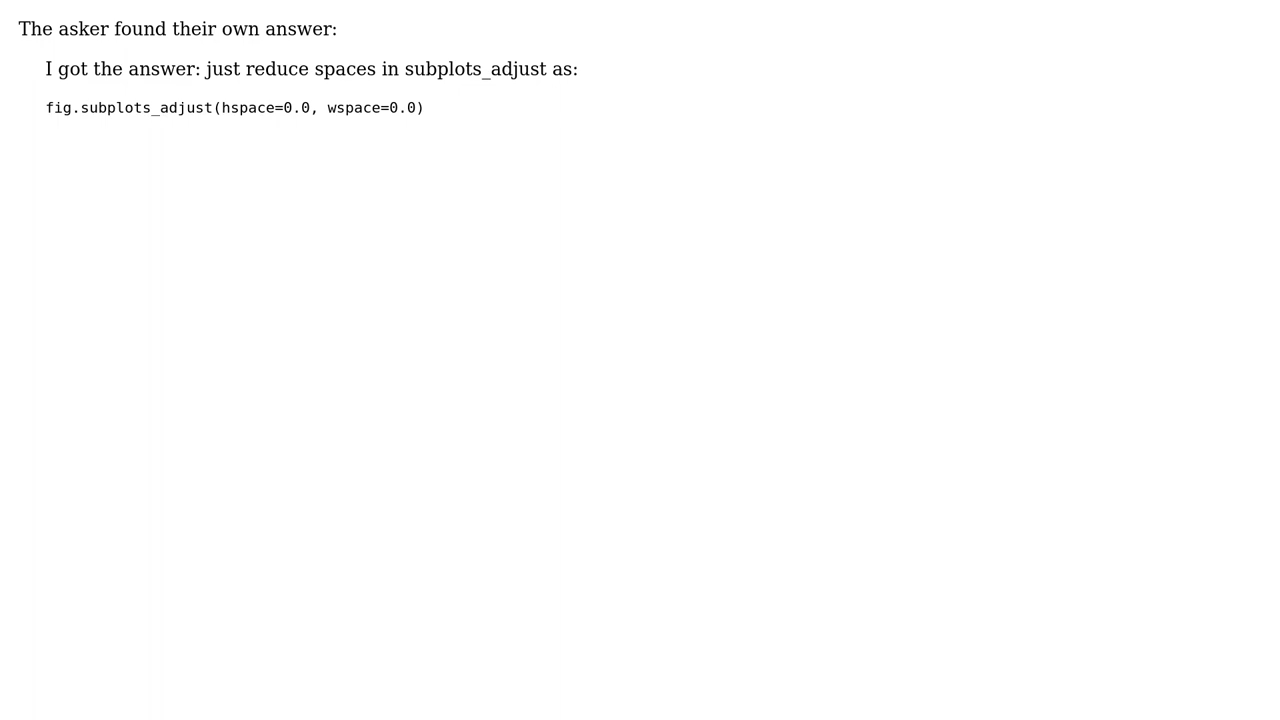 The asker found their own answer:
I got the answer: just reduce spaces in subplots_adjust as:
fig.subplots_adjust(hspace=0.0, wspace=0.0)